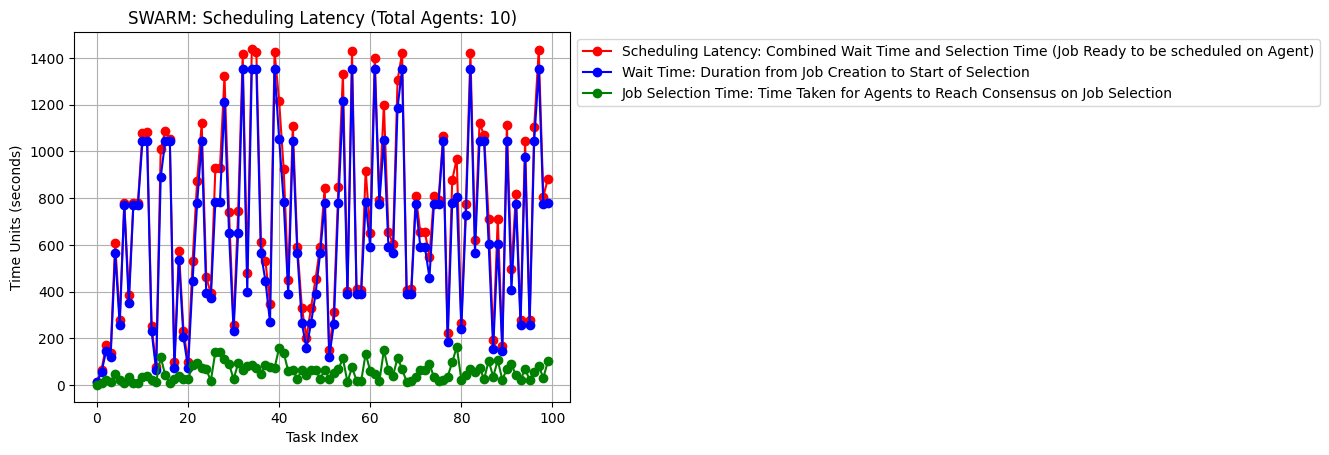 SWARM: Scheduling Latency (Total Agents: 10)
Scheduling Latency: Combined Wait Time and Selection Time (Job Ready to be scheduled on Agent)
Wait Time: Duration from Job Creation to Start of Selection
Job Selection Time: Time Taken for Agents to Reach Consensus on Job Selection
Time Units (seconds)
1400
1200
1000
800
600
400
200
0
0 20 40 60 80 100
Task Index